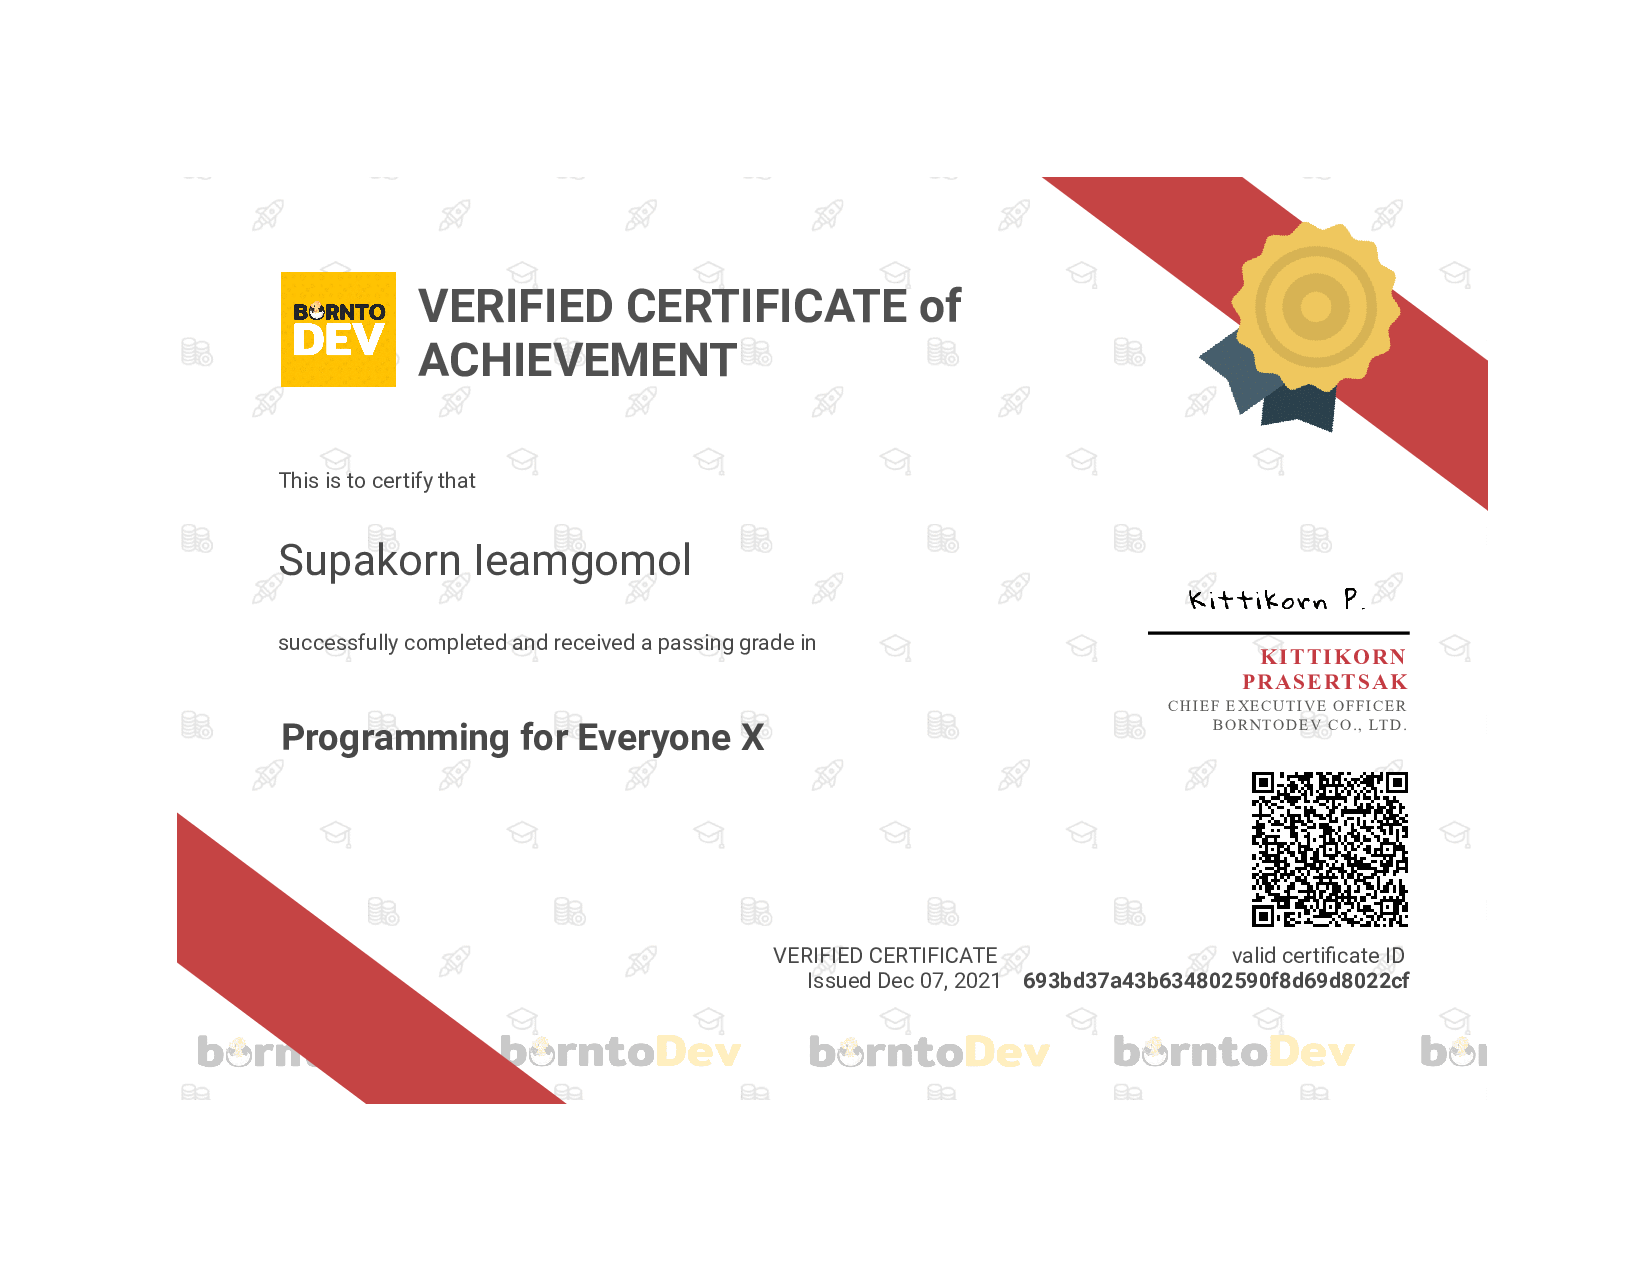 BORNTO
DEV
VERIFIED CERTIFICATE of
ACHIEVEMENT
This is to certify that
Supakorn Ieamgomol
successfully completed and received a passing grade in
Programming for Everyone X
Kittikorn P.
KITTIKORN
PRASERTSAK
CHIEF EXECUTIVE OFFICER
BORNTODEV CO., LTD.
VERIFIED CERTIFICATE
Issued Dec 07, 2021
valid certificate ID
693bd37a43b634802590f8d69d8022cf
born borntoDev borntoDev borntoDev bor